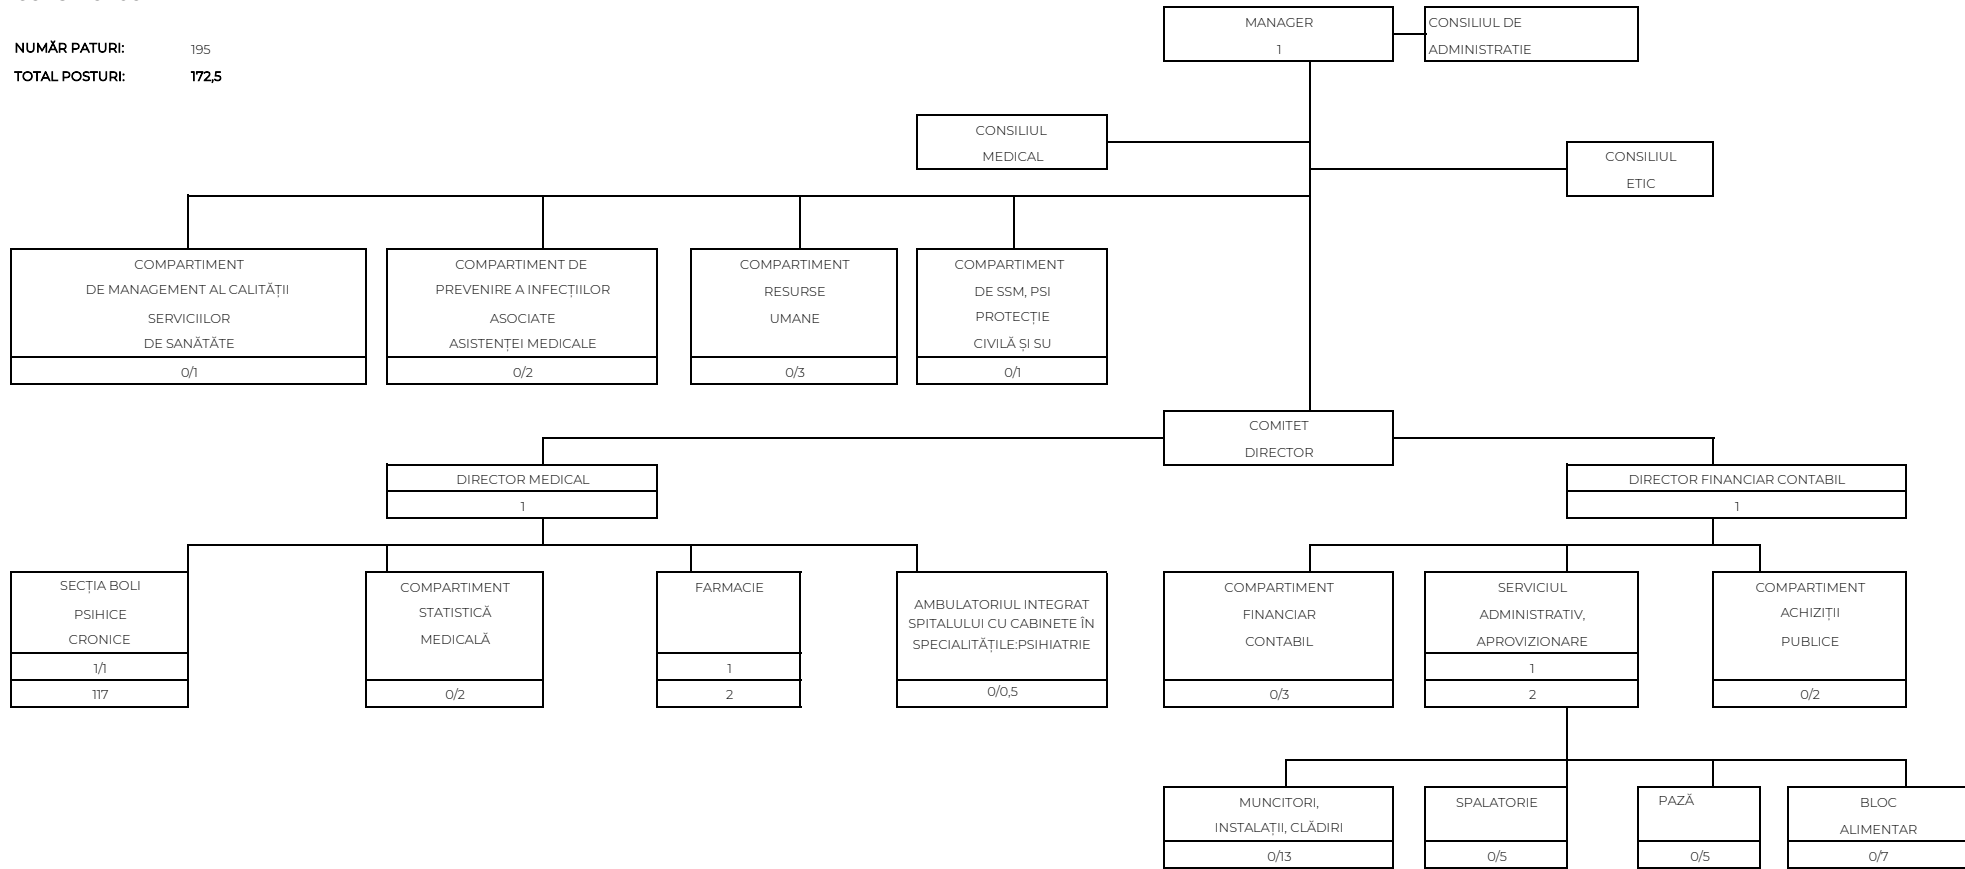 MANAGER
1
CONSILIUL DE
ADMINISTRATIE
NUMĂR PATURI: 195
TOTAL POSTURI: 172,5
CONSILIUL
MEDICAL
CONSILIUL
ETIC
COMPARTIMENT
DE MANAGEMENT AL CALITĂȚII
SERVICIILOR
DE SANĂTĂTE
0/1
COMPARTIMENT DE
PREVENIRE A INFECȚIILOR
ASOCIATE
ASISTENȚEI MEDICALE
0/2
COMPARTIMENT
RESURSE
UMANE
0/3
COMPARTIMENT
DE SSM, PSI
PROTECȚIE
CIVILĂ ȘI SU
0/1
COMITET
DIRECTOR
DIRECTOR MEDICAL
1
DIRECTOR FINANCIAR CONTABIL
1
SECȚIA BOLI
PSIHICE
CRONICE
1/1
117
COMPARTIMENT
STATISTICĂ
MEDICALĂ
0/2
FARMACIE
1
2
AMBULATORIUL INTEGRAT
SPITALULUI CU CABINETE ÎN
SPECIALITĂȚILE:PSIHIATRIE
0/0,5
COMPARTIMENT
FINANCIAR
CONTABIL
0/3
SERVICIUL
ADMINISTRATIV,
APROVIZIONARE
1
2
COMPARTIMENT
ACHIZIȚII
PUBLICE
0/2
MUNCITORI,
INSTALAȚII, CLĂDIRI
0/13
SPALATORIE
0/5
PAZĂ
0/5
BLOC
ALIMENTAR
0/7